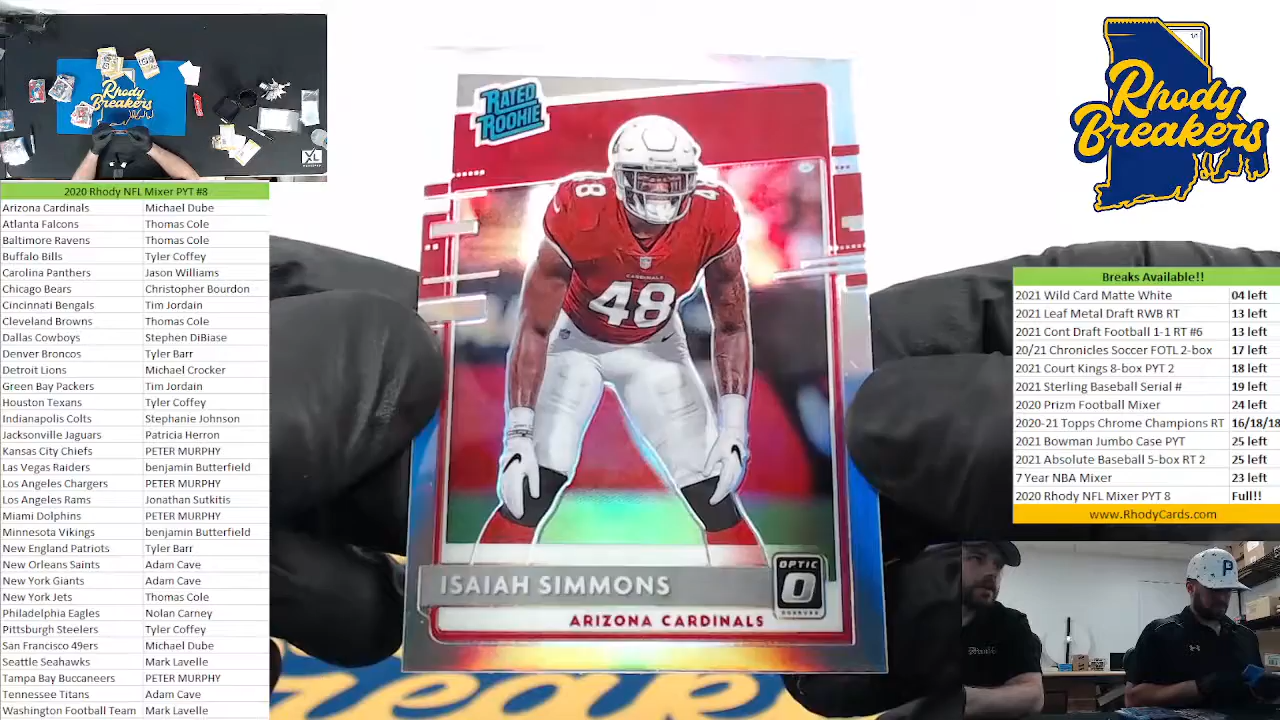 Rhody
Breakers
XL
2020 Rhody NFL Mixer PYT #8
Arizona Cardinals Michael Dube
Atlanta Falcons Thomas Cole
Baltimore Ravens Thomas Cole
Buffalo Bills Tyler Coffey
Carolina Panthers Jason Williams
Chicago Bears Christopher Bourdon
Cincinnati Bengals Tim Jordain
Cleveland Browns Thomas Cole
Dallas Cowboys Stephen DiBiase
Denver Broncos Tyler Barr
Detroit Lions Michael Crocker
Green Bay Packers Tim Jordain
Houston Texans Tyler Coffey
Indianapolis Colts Stephanie Johnson
Jacksonville Jaguars Patricia Herron
Kansas City Chiefs PETER MURPHY
Las Vegas Raiders benjamin Butterfield
Los Angeles Chargers PETER MURPHY
Los Angeles Rams Jonathan Sutkitis
Miami Dolphins PETER MURPHY
Minnesota Vikings benjamin Butterfield
New England Patriots Tyler Barr
New Orleans Saints Adam Cave
New York Giants Adam Cave
New York Jets Thomas Cole
Philadelphia Eagles Nolan Carney
Pittsburgh Steelers Tyler Coffey
San Francisco 49ers Michael Dube
Seattle Seahawks Mark Lavelle
Tampa Bay Buccaneers PETER MURPHY
Tennessee Titans Adam Cave
Washington Football Team Mark Lavelle
RATED
ROOKIE
48
48
CARDINALS
48
ISAIAH SIMMONS
ARIZONA CARDINALS
OPTIC
O
DONRUSS
Rhody
Breakers
Breaks Available!!
2021 Wild Card Matte White 04 left
2021 Leaf Metal Draft RWB RT 13 left
2021 Cont Draft Football 1-1 RT #6 13 left
20/21 Chronicles Soccer FOTL 2-box 17 left
2021 Court Kings 8-box PYT 2 18 left
2021 Sterling Baseball Serial # 19 left
2020 Prizm Football Mixer 24 left
2020-21 Topps Chrome Champions RT 16/18/18
2021 Bowman Jumbo Case PYT 25 left
2021 Absolute Baseball 5-box RT 2 25 left
7 Year NBA Mixer 23 left
2020 Rhody NFL Mixer PYT 8 Full!!
www.RhodyCards.com
P